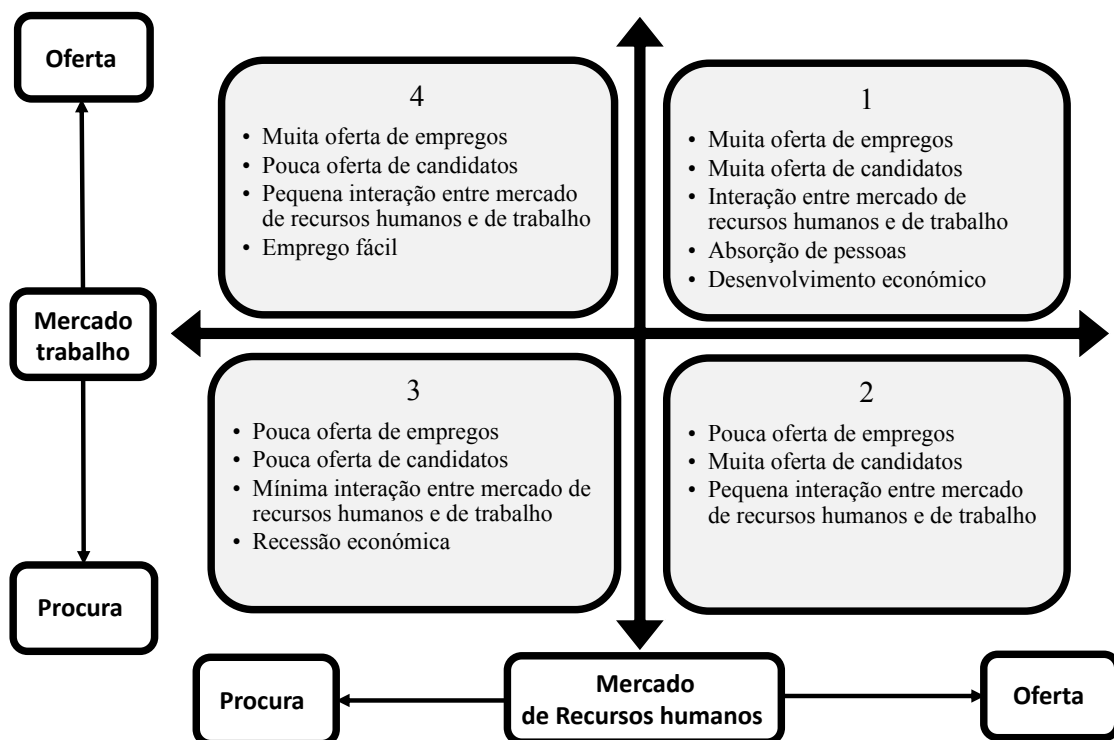 Oferta
4
• Muita oferta de empregos
• Pouca oferta de candidatos
• Pequena interação entre mercado
de recursos humanos e de trabalho
• Emprego fácil
1
• Muita oferta de empregos
• Muita oferta de candidatos
• Interação entre mercado de
recursos humanos e de trabalho
• Absorção de pessoas
• Desenvolvimento económico
Mercado
trabalho
3
• Pouca oferta de empregos
• Pouca oferta de candidatos
• Mínima interação entre mercado de
recursos humanos e de trabalho
• Recessão económica
2
• Pouca oferta de empregos
• Muita oferta de candidatos
• Pequena interação entre mercado
de recursos humanos e de trabalho
Procura
Procura
Mercado
de Recursos humanos
Oferta